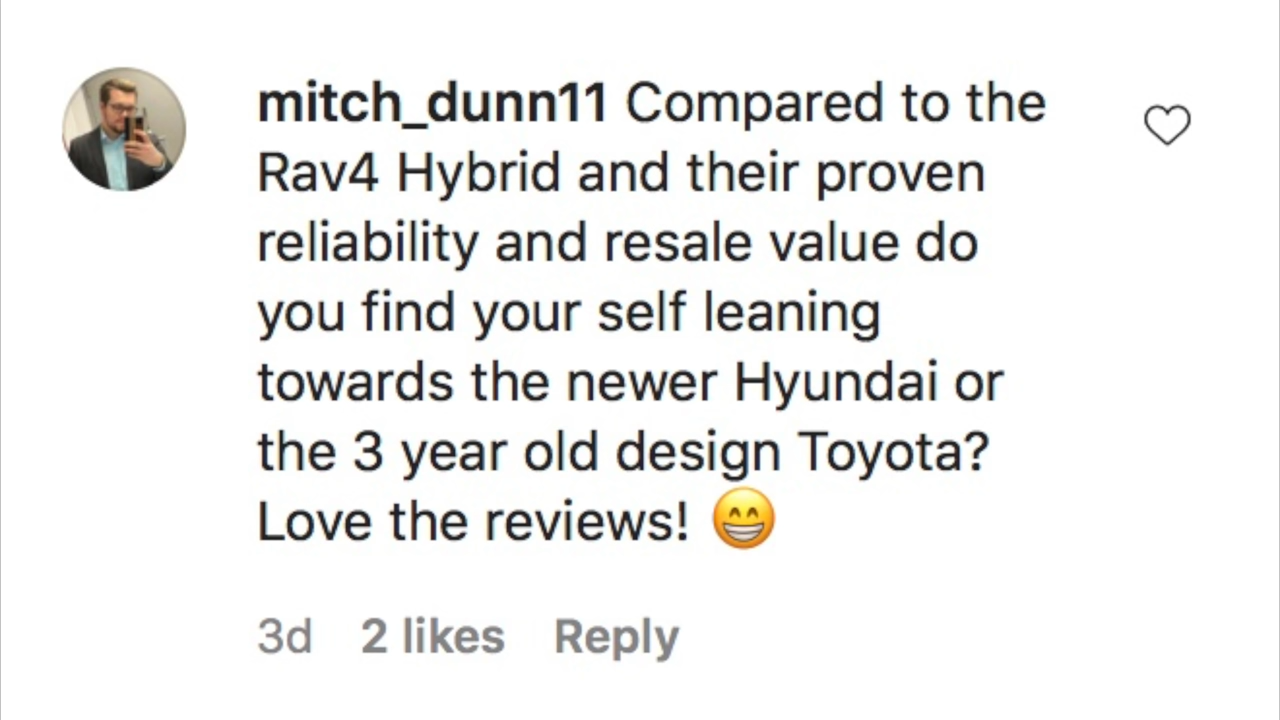 mitch_dunn11 Compared to the
Rav4 Hybrid and their proven
reliability and resale value do
you find your self leaning
towards the newer Hyundai or
the 3 year old design Toyota?
Love the reviews! 😁
3d 2 likes Reply